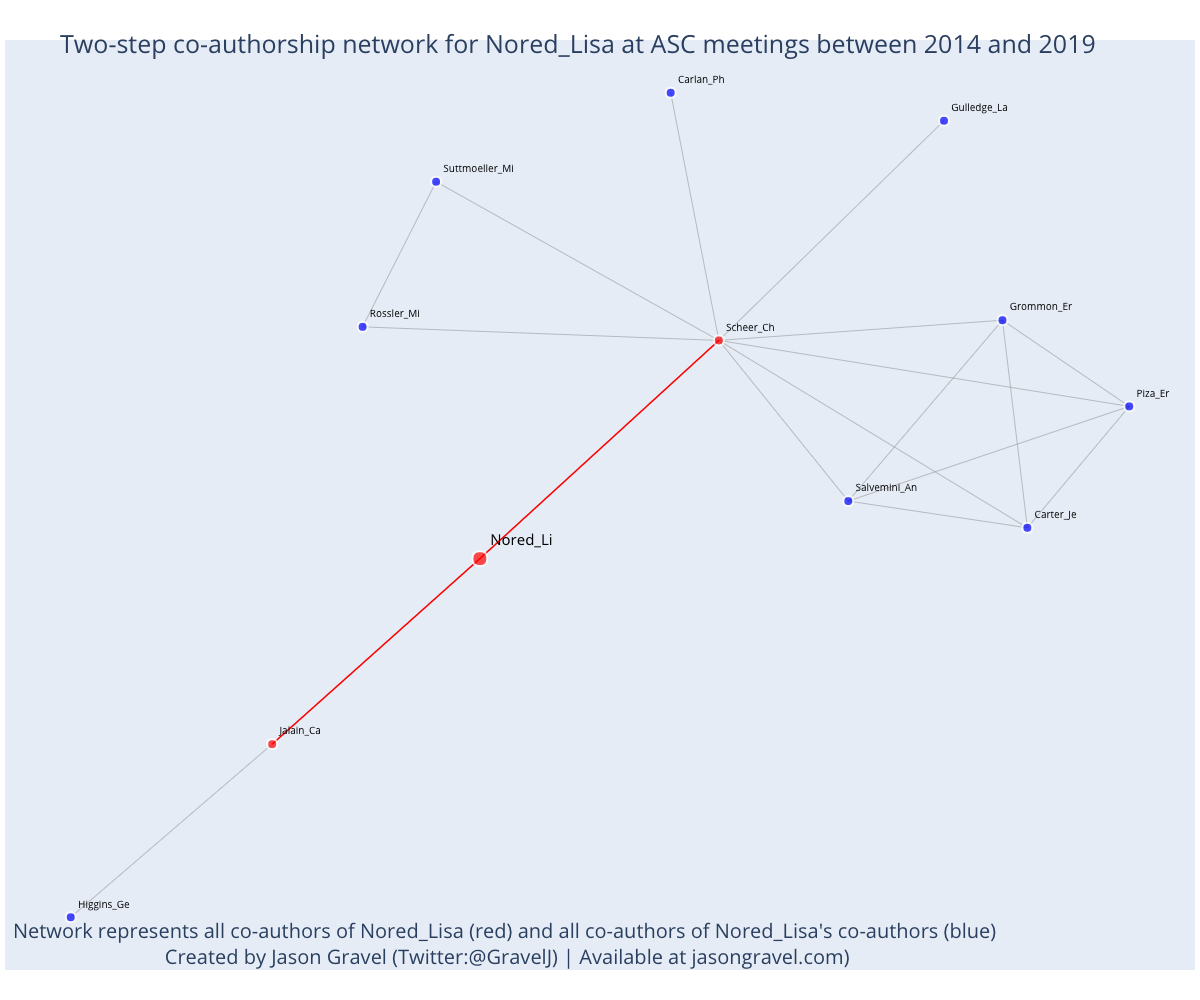 Two-step co-authorship network for Nored_Lisa at ASC meetings between 2014 and 2019
Carlan_Ph
Gulledge_La
Suttmoeller_Mi
Grommon_Er
Rossler_Mi
Scheer_Ch
Piza_Er
Salvemini_An
Carter_Je
Nored_Li
Jalain_Ca
Higgins_Ge
Network represents all co-authors of Nored_Lisa (red) and all co-authors of Nored_Lisa's co-authors (blue)
Created by Jason Gravel (Twitter:@GravelJ) | Available at jasongravel.com)